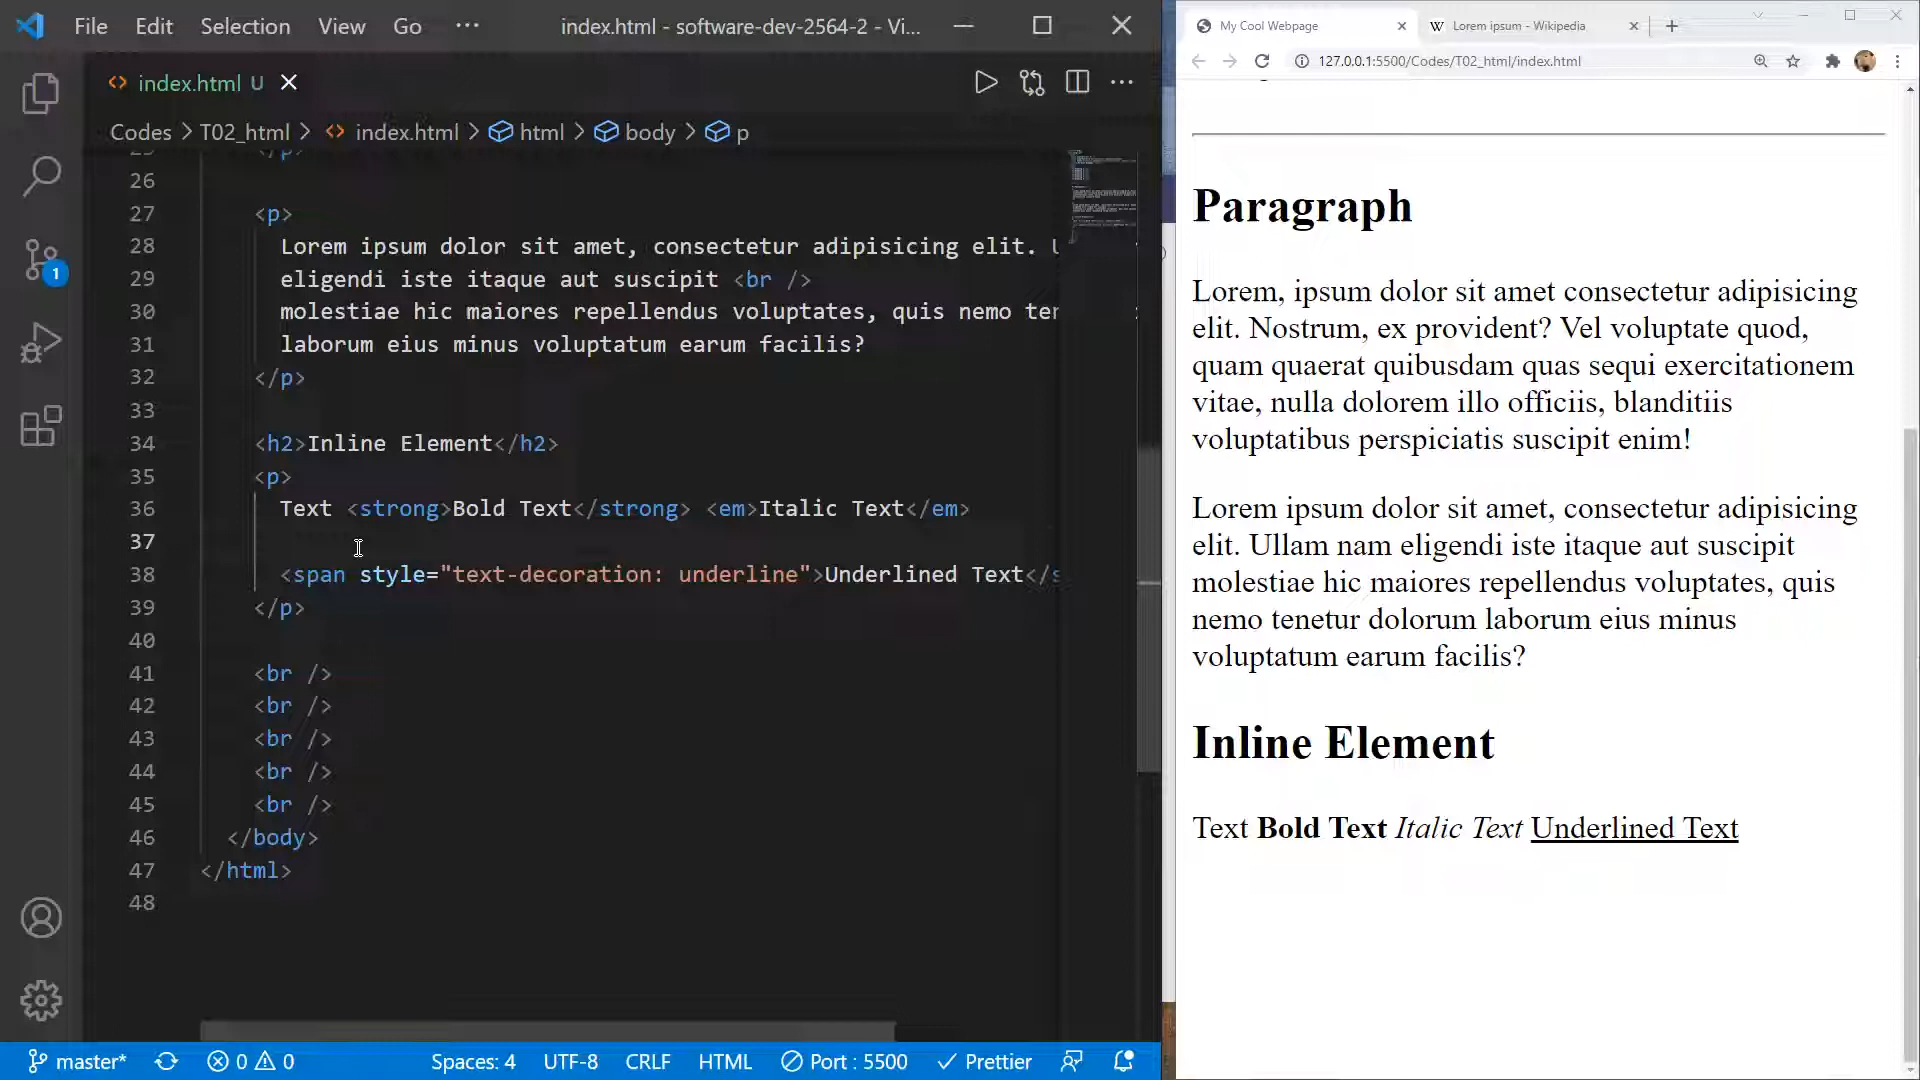 File Edit Selection View Go ··· index.html - software-dev-2564-2 - Vi...
index.html U
Codes > T02_html > index.html > html > body > p
26
27 <p>
28 Lorem ipsum dolor sit amet, consectetur adipisicing elit.
29 eligendi iste itaque aut suscipit <br />
30 molestiae hic maiores repellendus voluptates, quis nemo
31 laborum eius minus voluptatum earum facilis?
32 </p>
33
34 <h2>Inline Element</h2>
35 <p>
36 Text <strong>Bold Text</strong> <em>Italic Text</em>
37
38 <span style="text-decoration: underline">Underlined Text</s
39 </p>
40
41 <br />
42 <br />
43 <br />
44 <br />
45 <br />
46 </body>
47 </html>
48
1
master* 0 0 Spaces: 4 UTF-8 CRLF HTML Port : 5500 Prettier
My Cool Webpage Lorem ipsum - Wikipedia
127.0.0.1:5500/Codes/T02_html/index.html
Paragraph
Lorem, ipsum dolor sit amet consectetur adipisicing
elit. Nostrum, ex provident? Vel voluptate quod,
quam quaerat quibusdam quas sequi exercitationem
vitae, nulla dolorem illo officiis, blanditiis
voluptatibus perspiciatis suscipit enim!
Lorem ipsum dolor sit amet, consectetur adipisicing
elit. Ullam nam eligendi iste itaque aut suscipit
molestiae hic maiores repellendus voluptates, quis
nemo tenetur dolorum laborum eius minus
voluptatum earum facilis?
Inline Element
Text Bold Text Italic Text Underlined Text